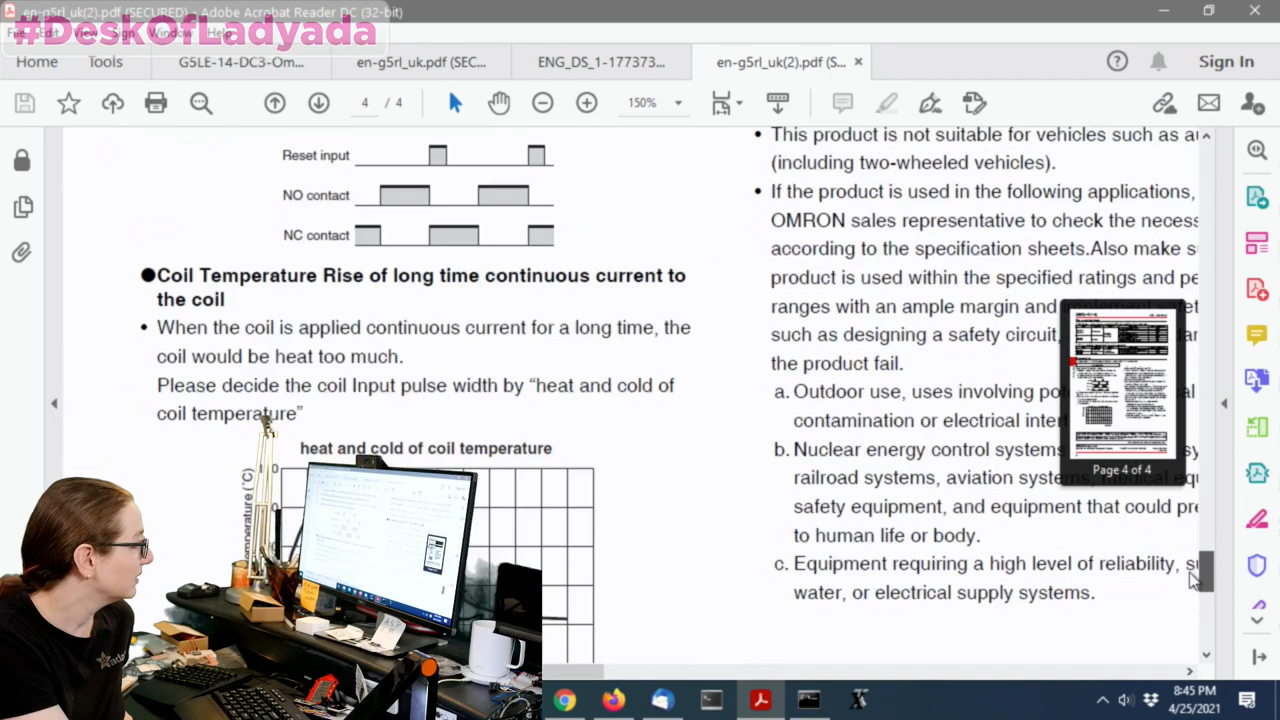 en-g5rl_uk(2).pdf (SECURED) - Adobe Acrobat Reader DC (32-bit)
File Edit View Sign Window Help
#DeskOfLadyada
Home Tools G5LE-14-DC3-Om... en-g5rl_uk.pdf (SEC... ENG_DS_1-177373... en-g5rl_uk(2).pdf (S... Sign In
4 / 4 150%
Reset input
NO contact
NC contact
●Coil Temperature Rise of long time continuous current to
the coil
• When the coil is applied continuous current for a long time, the
coil would be heat too much.
Please decide the coil Input pulse width by “heat and cold of
coil temperature”
heat and cold of coil temperature
temperature (°C)
• This product is not suitable for vehicles such as
(including two-wheeled vehicles).
• If the product is used in the following applications,
OMRON sales representative to check the
according to the specification sheets.Also make
product is used within the specified ratings and
ranges with an ample margin and
such as designing a safety circuit,
the product fail.
a. Outdoor use, uses involving
contamination or electrical
b. Nuclear energy control systems
railroad systems, aviation systems,
safety equipment, and equipment that could
to human life or body.
c. Equipment requiring a high level of reliability,
water, or electrical supply systems.
Page 4 of 4
8:45 PM
4/25/2021